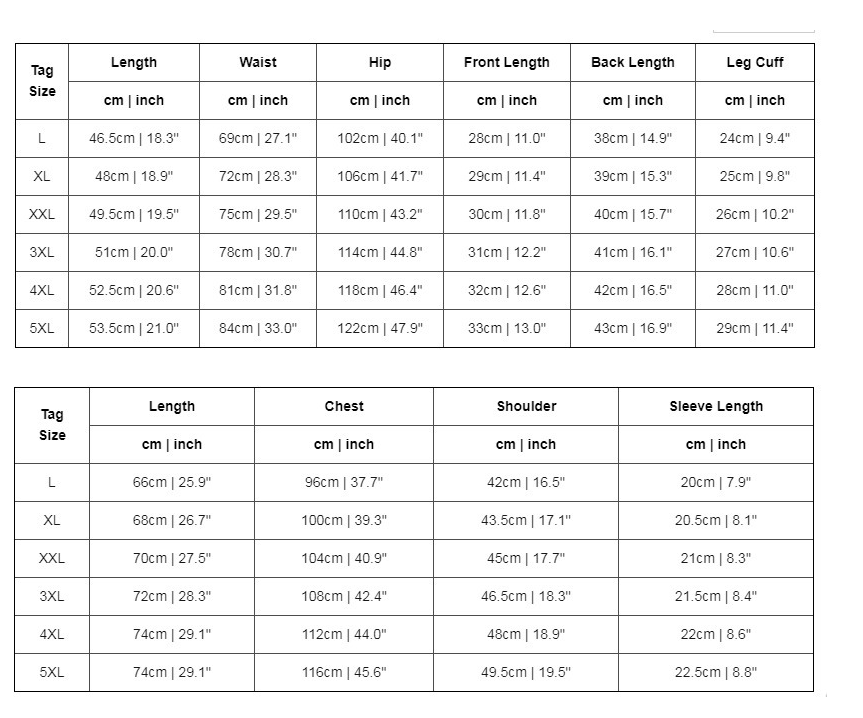 Tag Size Length Waist Hip Front Length Back Length Leg Cuff
cm | inch cm | inch cm | inch cm | inch cm | inch cm | inch
L 46.5cm | 18.3" 69cm | 27.1" 102cm | 40.1" 28cm | 11.0" 38cm | 14.9" 24cm | 9.4"
XL 48cm | 18.9" 72cm | 28.3" 106cm | 41.7" 29cm | 11.4" 39cm | 15.3" 25cm | 9.8"
XXL 49.5cm | 19.5" 75cm | 29.5" 110cm | 43.2" 30cm | 11.8" 40cm | 15.7" 26cm | 10.2"
3XL 51cm | 20.0" 78cm | 30.7" 114cm | 44.8" 31cm | 12.2" 41cm | 16.1" 27cm | 10.6"
4XL 52.5cm | 20.6" 81cm | 31.8" 118cm | 46.4" 32cm | 12.6" 42cm | 16.5" 28cm | 11.0"
5XL 53.5cm | 21.0" 84cm | 33.0" 122cm | 47.9" 33cm | 13.0" 43cm | 16.9" 29cm | 11.4"
Tag Size Length Chest Shoulder Sleeve Length
cm | inch cm | inch cm | inch cm | inch
L 66cm | 25.9" 96cm | 37.7" 42cm | 16.5" 20cm | 7.9"
XL 68cm | 26.7" 100cm | 39.3" 43.5cm | 17.1" 20.5cm | 8.1"
XXL 70cm | 27.5" 104cm | 40.9" 45cm | 17.7" 21cm | 8.3"
3XL 72cm | 28.3" 108cm | 42.4" 46.5cm | 18.3" 21.5cm | 8.4"
4XL 74cm | 29.1" 112cm | 44.0" 48cm | 18.9" 22cm | 8.6"
5XL 74cm | 29.1" 116cm | 45.6" 49.5cm | 19.5" 22.5cm | 8.8"